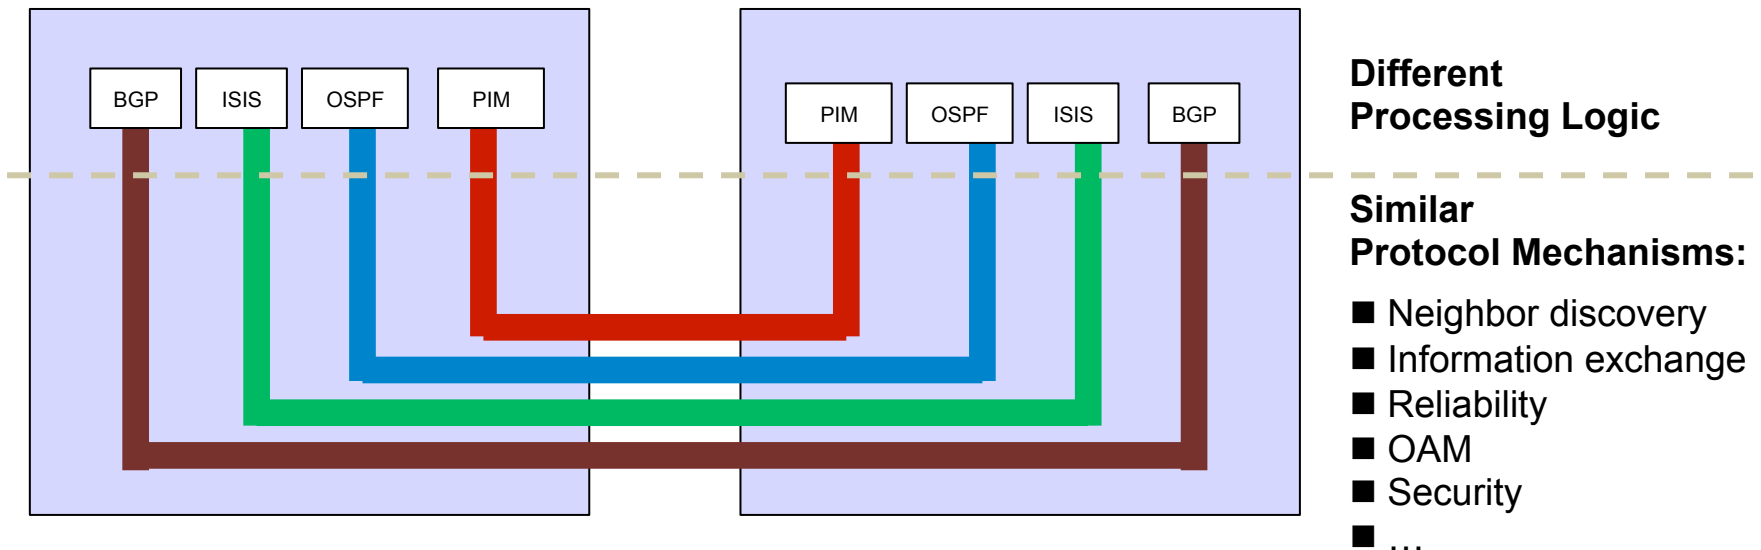 BGP
ISIS
OSPF
PIM
PIM
OSPF
ISIS
BGP
Different
Processing Logic
Similar
Protocol Mechanisms:
■ Neighbor discovery
■ Information exchange
■ Reliability
■ OAM
■ Security
■ ...